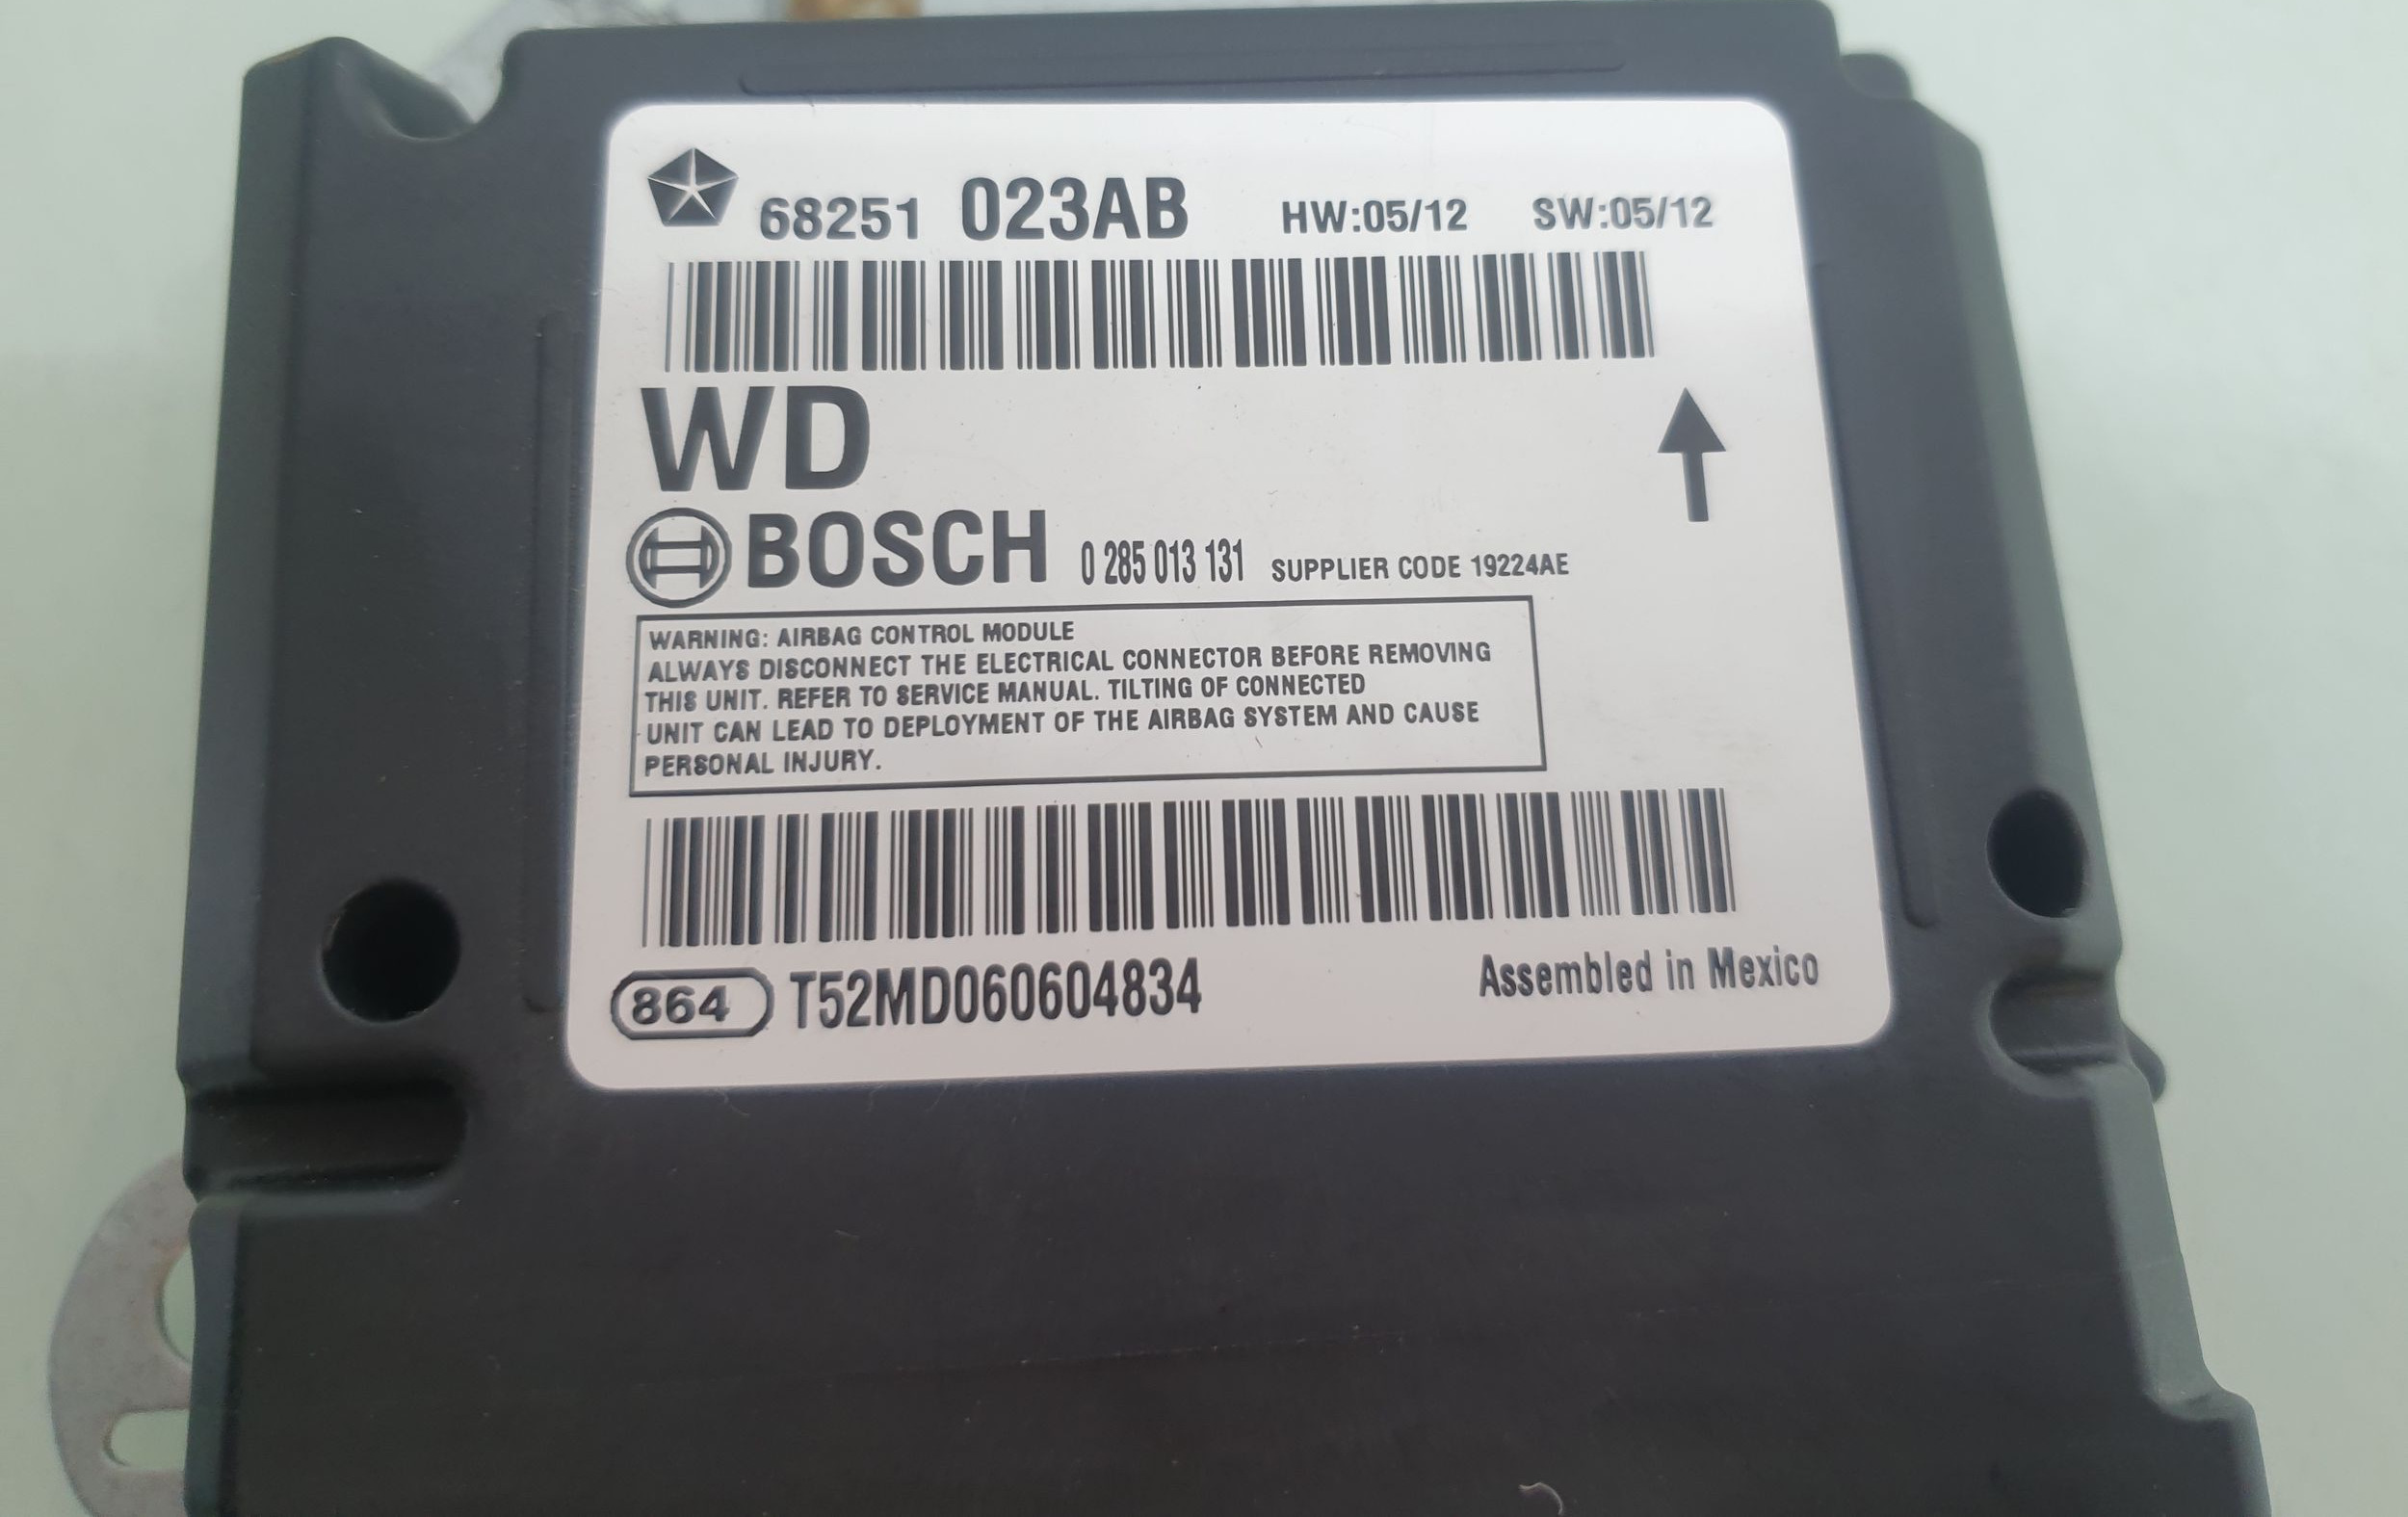 68251 023AB HW:05/12 SW:05/12
WD
BOSCH 0 285 013 131 SUPPLIER CODE 19224AE
WARNING: AIRBAG CONTROL MODULE
ALWAYS DISCONNECT THE ELECTRICAL CONNECTOR BEFORE REMOVING
THIS UNIT. REFER TO SERVICE MANUAL. TILTING OF CONNECTED
UNIT CAN LEAD TO DEPLOYMENT OF THE AIRBAG SYSTEM AND CAUSE
PERSONAL INJURY.
864 T52MD060604834 Assembled in Mexico